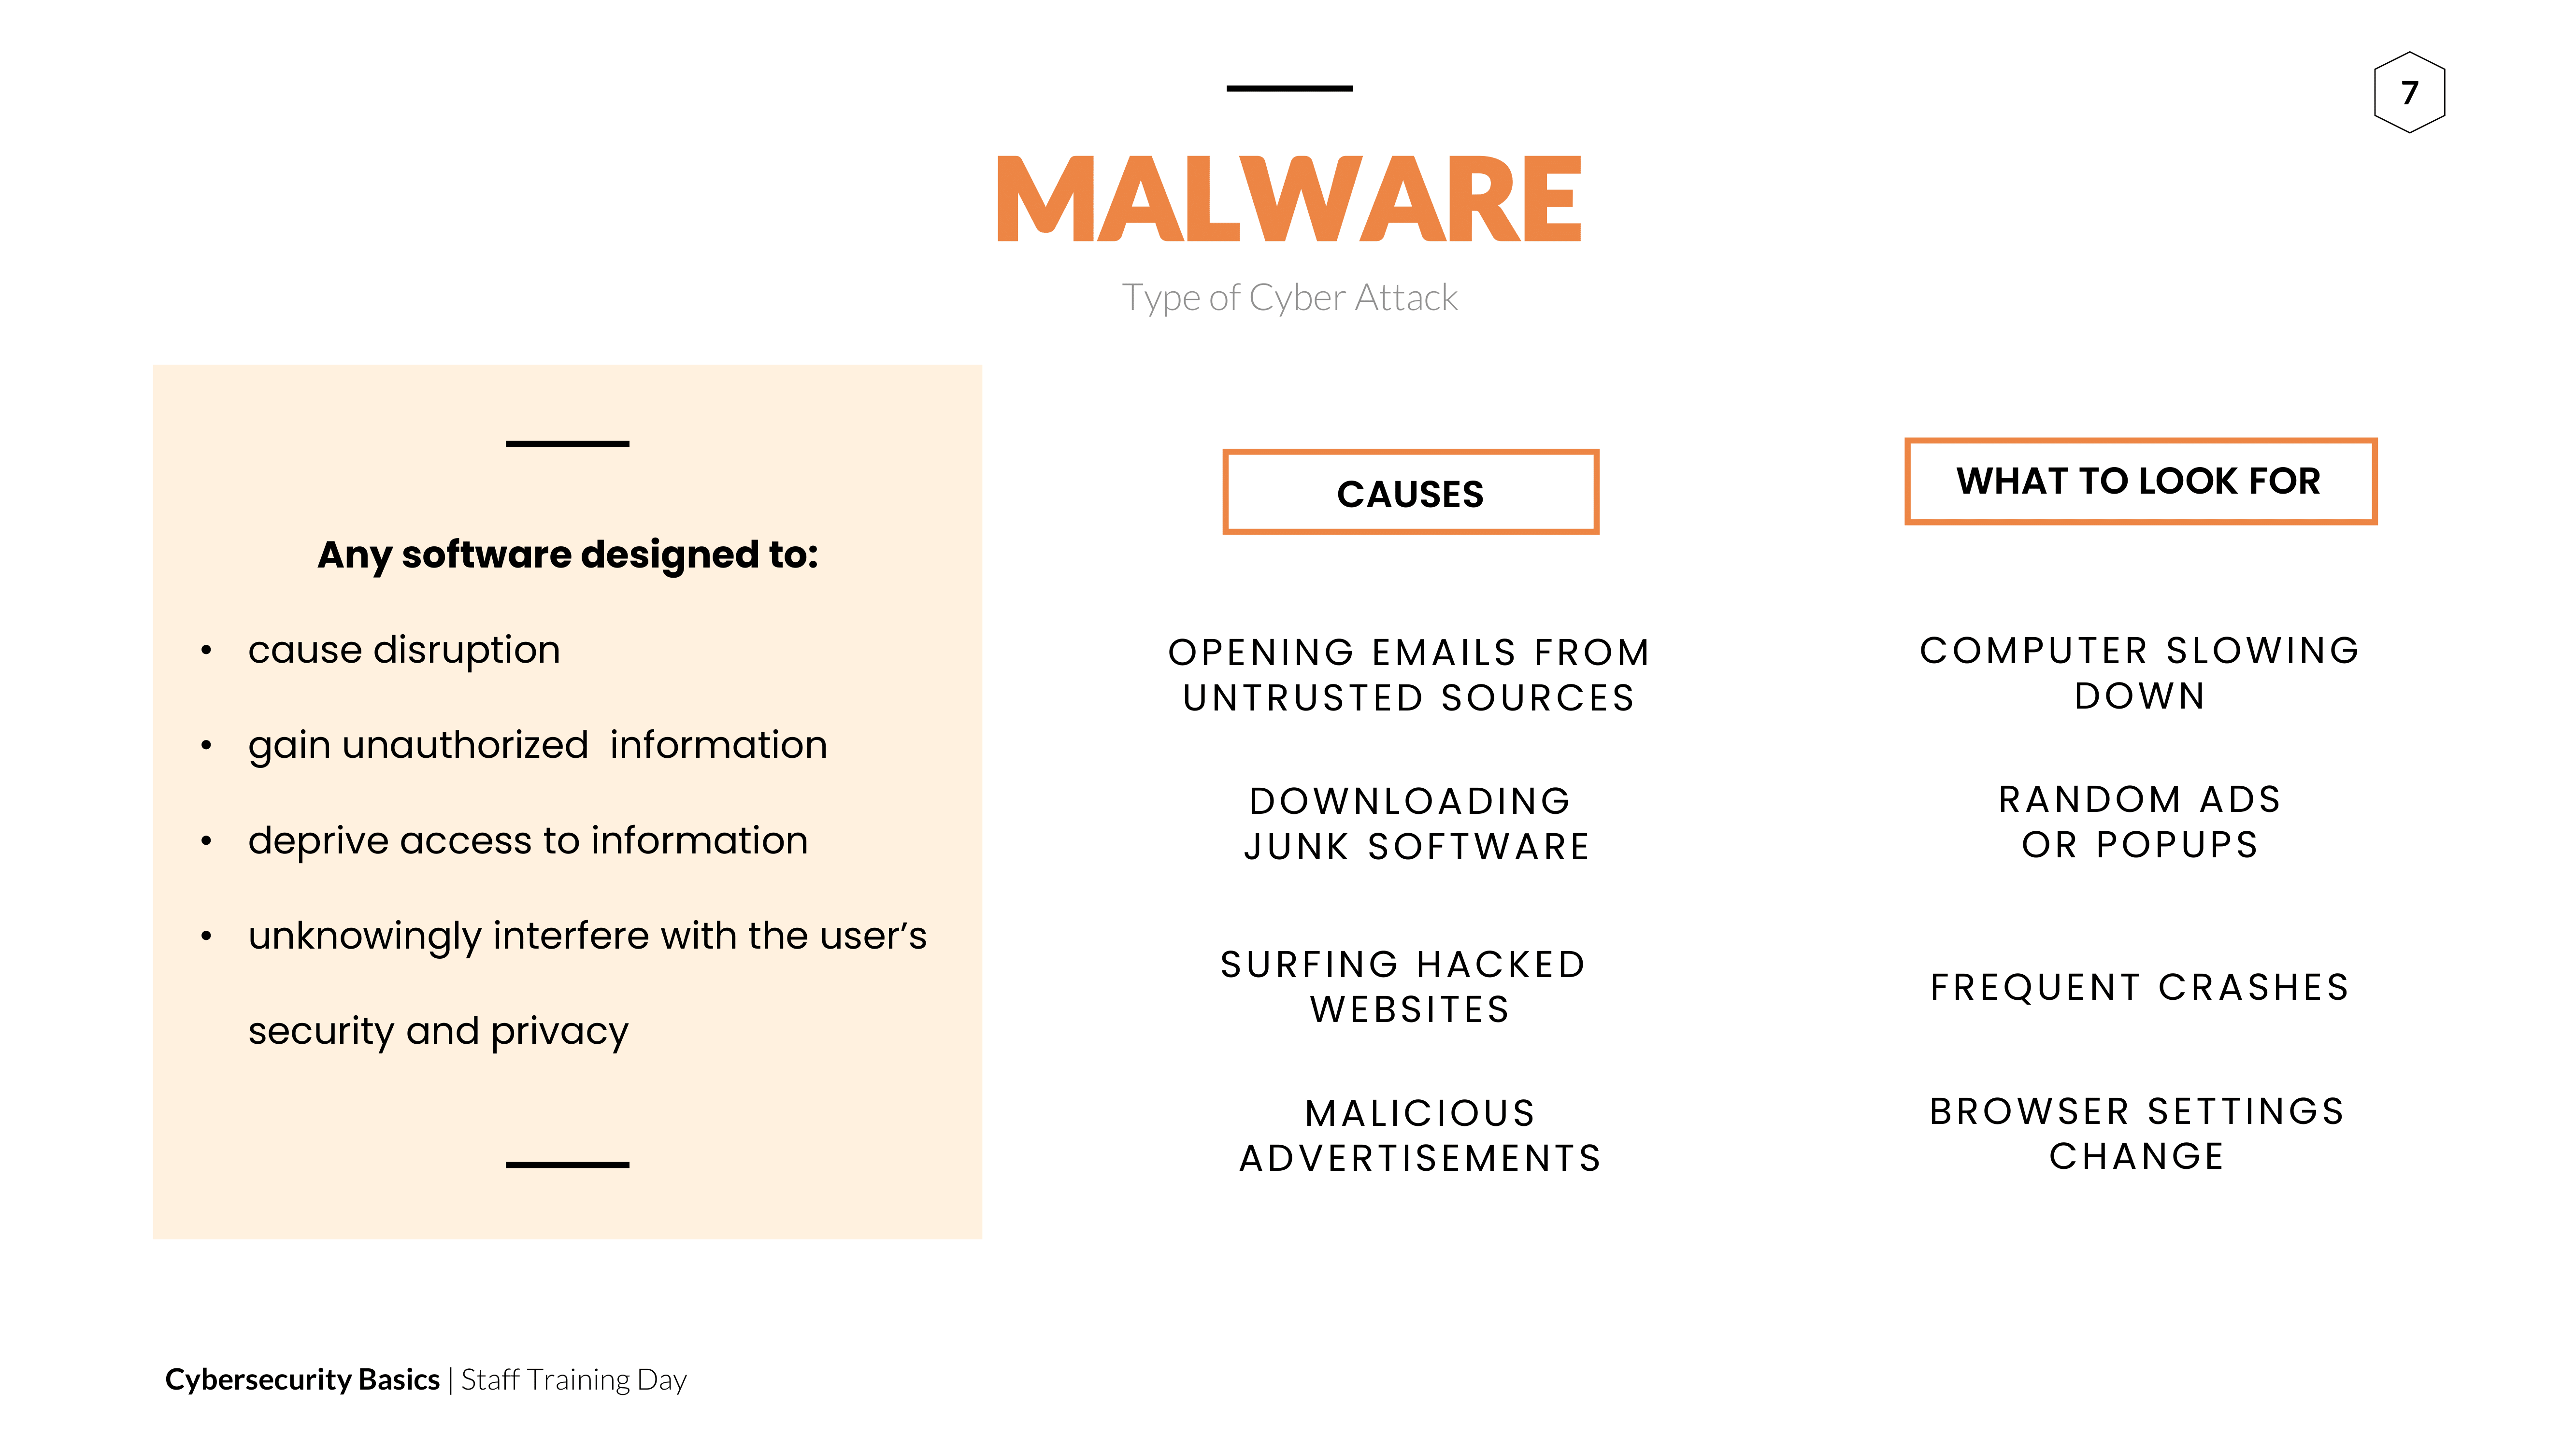 7
MALWARE
Type of Cyber Attack
Any software designed to:
• cause disruption
• gain unauthorized  information
• deprive access to information
• unknowingly interfere with the user’s
security and privacy
CAUSES
OPENING EMAILS FROM
UNTRUSTED SOURCES
DOWNLOADING
JUNK SOFTWARE
SURFING HACKED
WEBSITES
MALICIOUS
ADVERTISEMENTS
WHAT TO LOOK FOR
COMPUTER SLOWING
DOWN
RANDOM ADS
OR POPUPS
FREQUENT CRASHES
BROWSER SETTINGS
CHANGE
Cybersecurity Basics | Staff Training Day